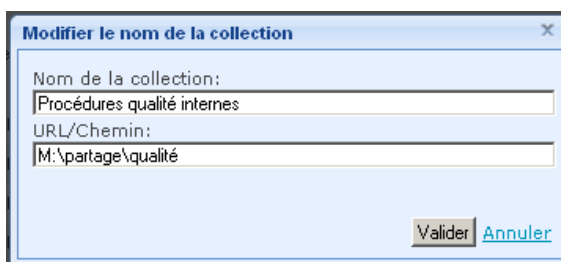 Modifier le nom de la collection
Nom de la collection:
Procédures qualité internes
URL/Chemin:
M:\partage\qualité
Valider Annuler